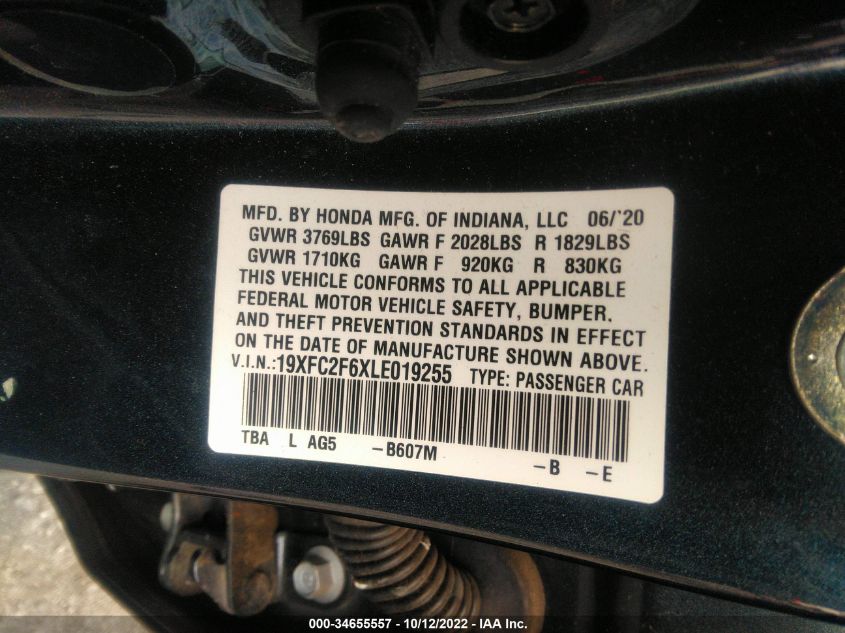 MFD. BY HONDA MFG. OF INDIANA, LLC 06/'20
GVWR 3769LBS GAWR F 2028LBS R 1829LBS
GVWR 1710KG GAWR F 920KG R 830KG
THIS VEHICLE CONFORMS TO ALL APPLICABLE
FEDERAL MOTOR VEHICLE SAFETY, BUMPER,
AND THEFT PREVENTION STANDARDS IN EFFECT
ON THE DATE OF MANUFACTURE SHOWN ABOVE.
V.I.N.:19XFC2F6XLE019255 TYPE: PASSENGER CAR
TBA L AG5 -B607M -B -E
000-34655557 - 10/12/2022 - IAA Inc.